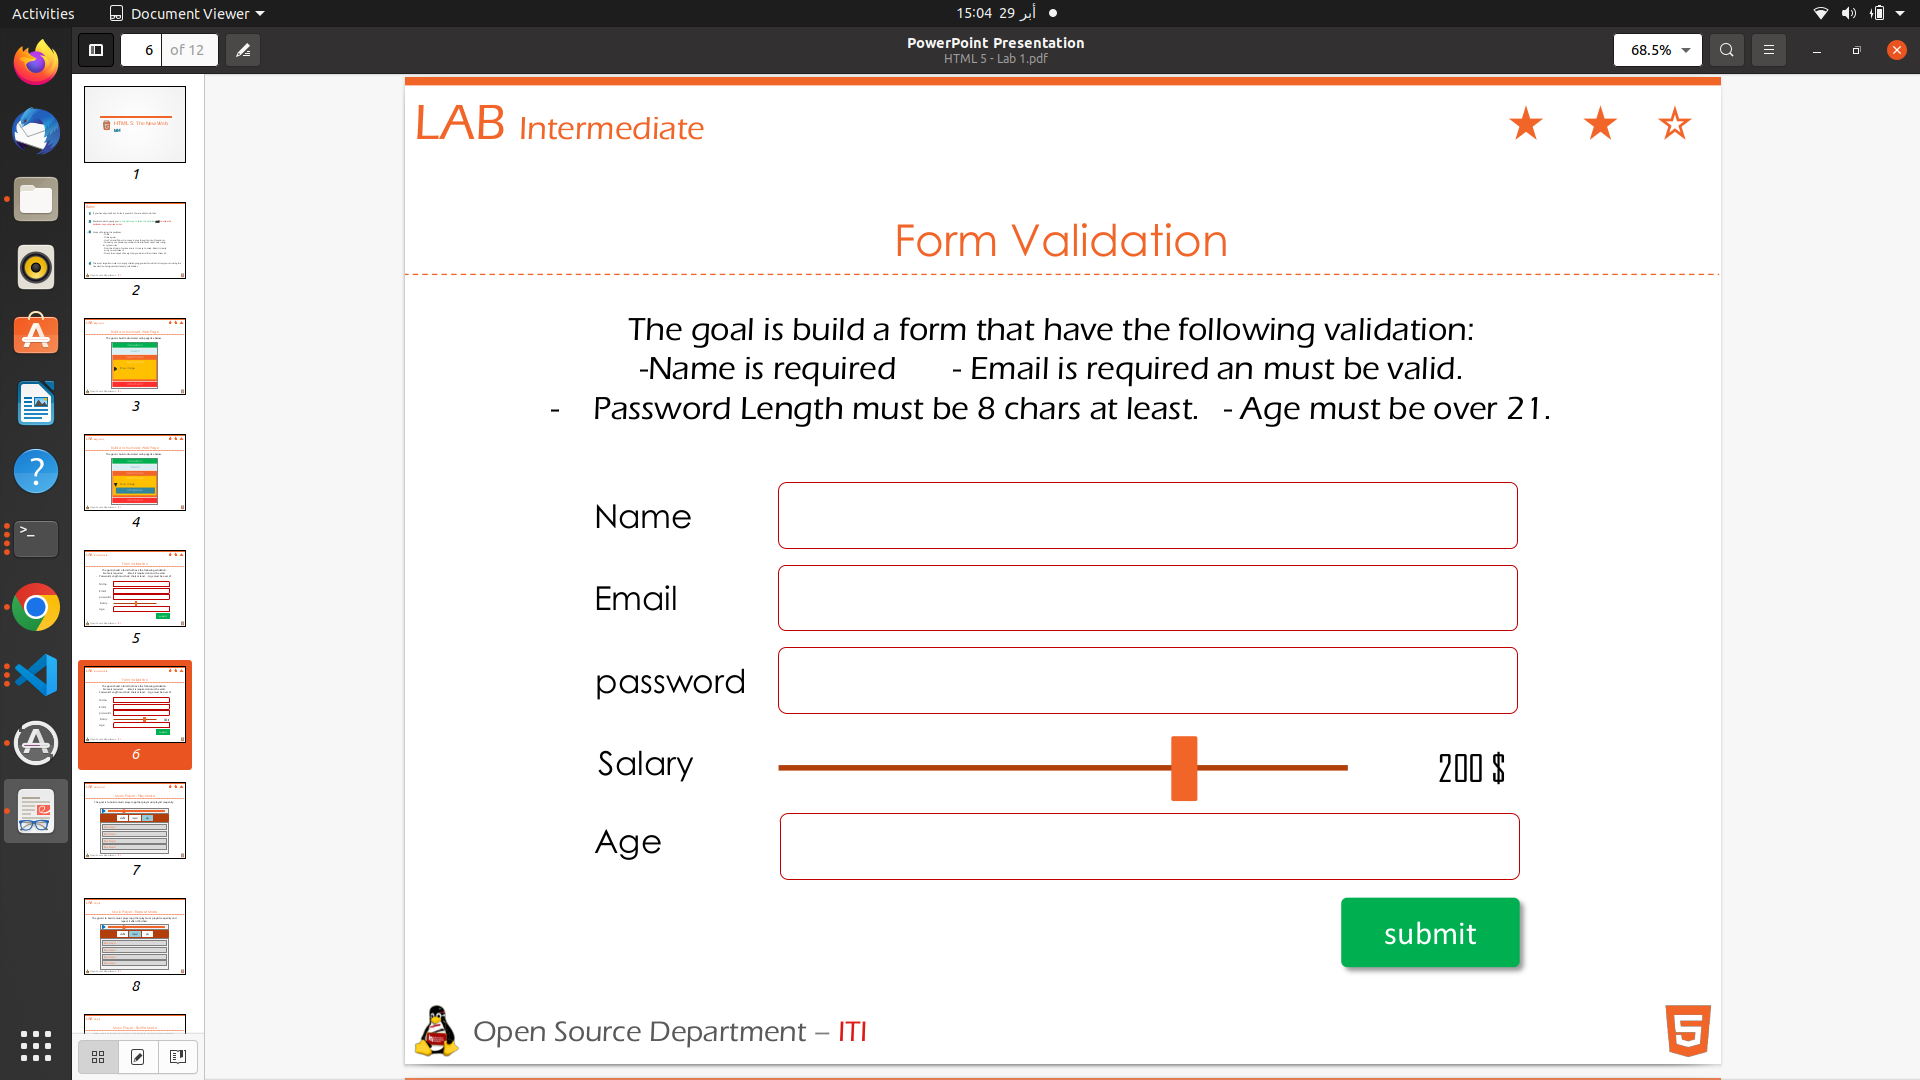 Activities
Document Viewer
15:04 29 أبر
6 of 12
PowerPoint Presentation
HTML 5 - Lab 1.pdf
68.5%
1
2
3
4
5
6
7
8
LAB Intermediate
Form Validation
The goal is build a form that have the following validation:
-Name is required - Email is required an must be valid.
- Password Length must be 8 chars at least. - Age must be over 21.
Name
Email
password
Salary
200 $
Age
submit
Open Source Department – ITI